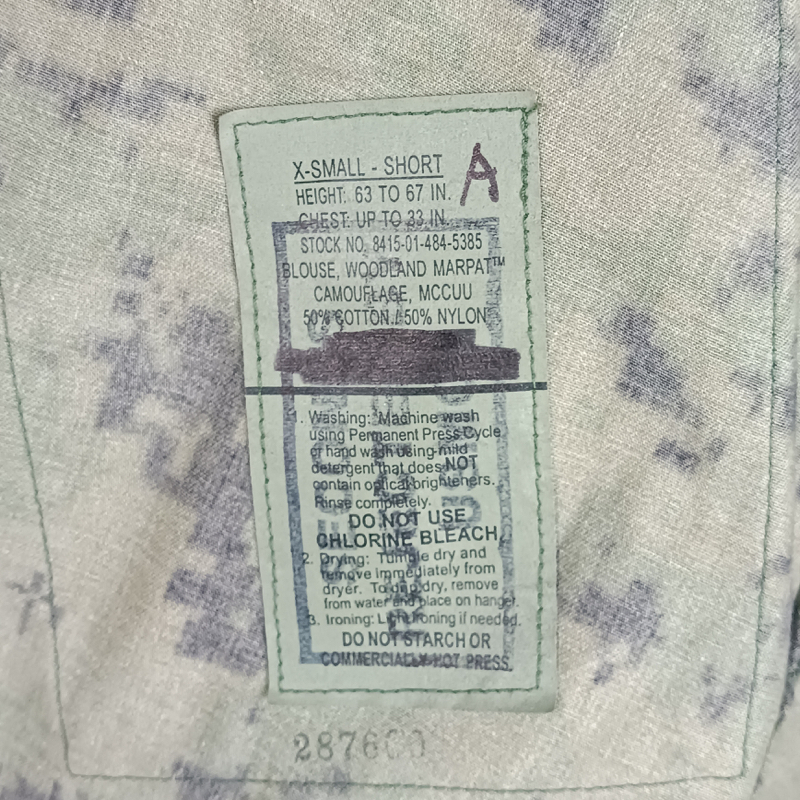 X-SMALL - SHORT A
HEIGHT: 63 TO 67 IN.
CHEST: UP TO 33 IN.
STOCK NO. 8415-01-484-5385
BLOUSE, WOODLAND MARPAT™
CAMOUFLAGE, MCCUU
50% COTTON / 50% NYLON
1. Washing: Machine wash
using Permanent Press Cycle
or hand wash using mild
detergent that does NOT
contain optical brighteners.
Rinse completely.
DO NOT USE
CHLORINE BLEACH.
2. Drying: Tumble dry and
remove immediately from
dryer. To drip dry, remove
from water and place on hanger.
3. Ironing: Light ironing if needed.
DO NOT STARCH OR
COMMERCIALLY HOT PRESS.